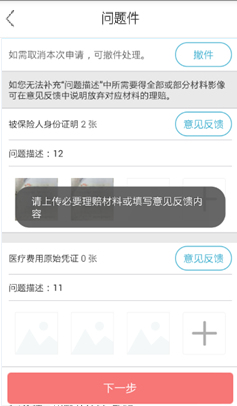 问题件
如需取消本次申请，可撤件处理。 撤件
如您无法补充“问题描述”中所需要得全部或部分材料影像
可在意见反馈中说明放弃对应材料的理赔。
被保险人身份证明 2 张 意见反馈
问题描述：12
请上传必要理赔材料或填写意见反馈内
容
医疗费用原始凭证 0 张 意见反馈
问题描述：11
下一步